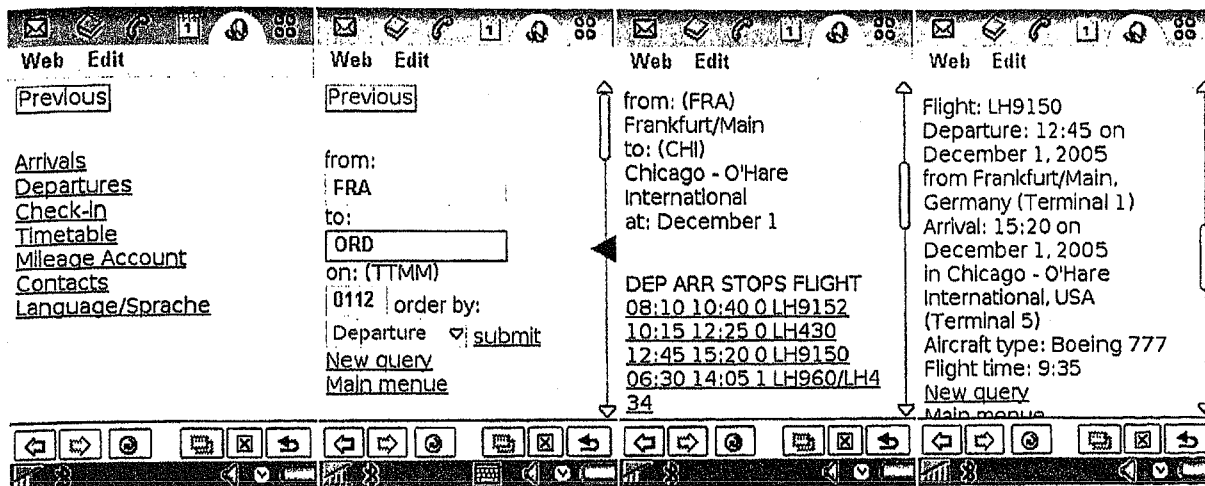 1
Web Edit
Previous
Arrivals
Departures
Check-in
Timetable
Mileage Account
Contacts
Language/Sprache
1
Web Edit
Previous
from:
FRA
to:
ORD
on: (TTMM)
0112 order by:
Departure submit
New query
Main menue
1
Web Edit
from: (FRA)
Frankfurt/Main
to: (CHI)
Chicago - O'Hare
International
at: December 1
DEP ARR STOPS FLIGHT
08:10 10:40 0 LH9152
10:15 12:25 0 LH430
12:45 15:20 0 LH9150
06:30 14:05 1 LH960/LH4
34
1
Web Edit
Flight: LH9150
Departure: 12:45 on
December 1, 2005
from Frankfurt/Main,
Germany (Terminal 1)
Arrival: 15:20 on
December 1, 2005
in Chicago - O'Hare
International, USA
(Terminal 5)
Aircraft type: Boeing 777
Flight time: 9:35
New query
Main menue